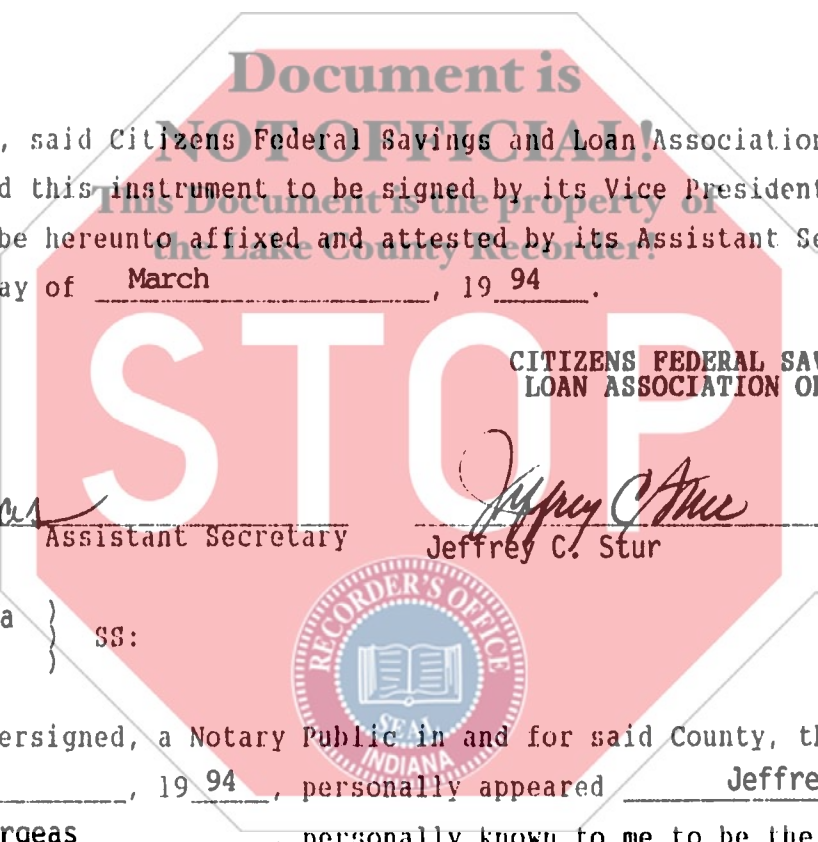 Document is
NOT OFFICIAL!
This Document is the property of
the Lake County Recorder!
, said Citizens Federal Savings and Loan Association
d this instrument to be signed by its Vice President
be hereunto affixed and attested by its Assistant Se
ay of March, 19 94.
STOP
CITIZENS FEDERAL SAV
LOAN ASSOCIATION OF
Jeffrey C Stur
Assistant Secretary
Jeffrey C. Stur
a } SS:
RECORDER'S OFFICE
SEAL
INDIANA
ersigned, a Notary Public in and for said County, th
, 19 94, personally appeared Jeffre
rgeas personally known to me to be the